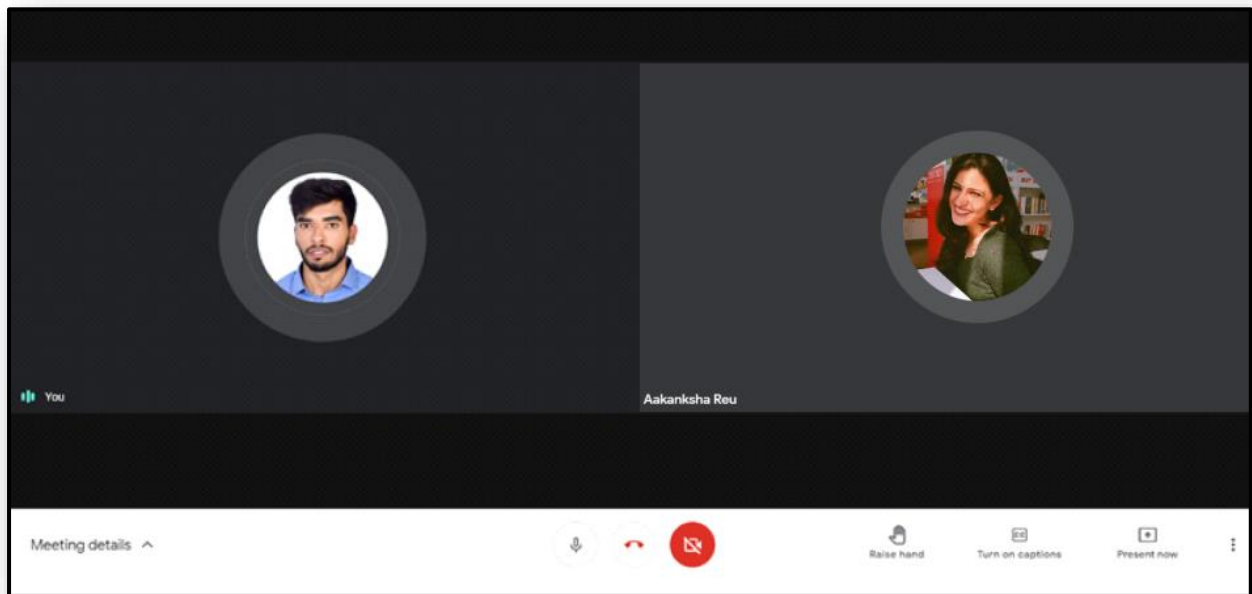 You
Aakanksha Reu
Meeting details
Raise hand
Turn on captions
Present now